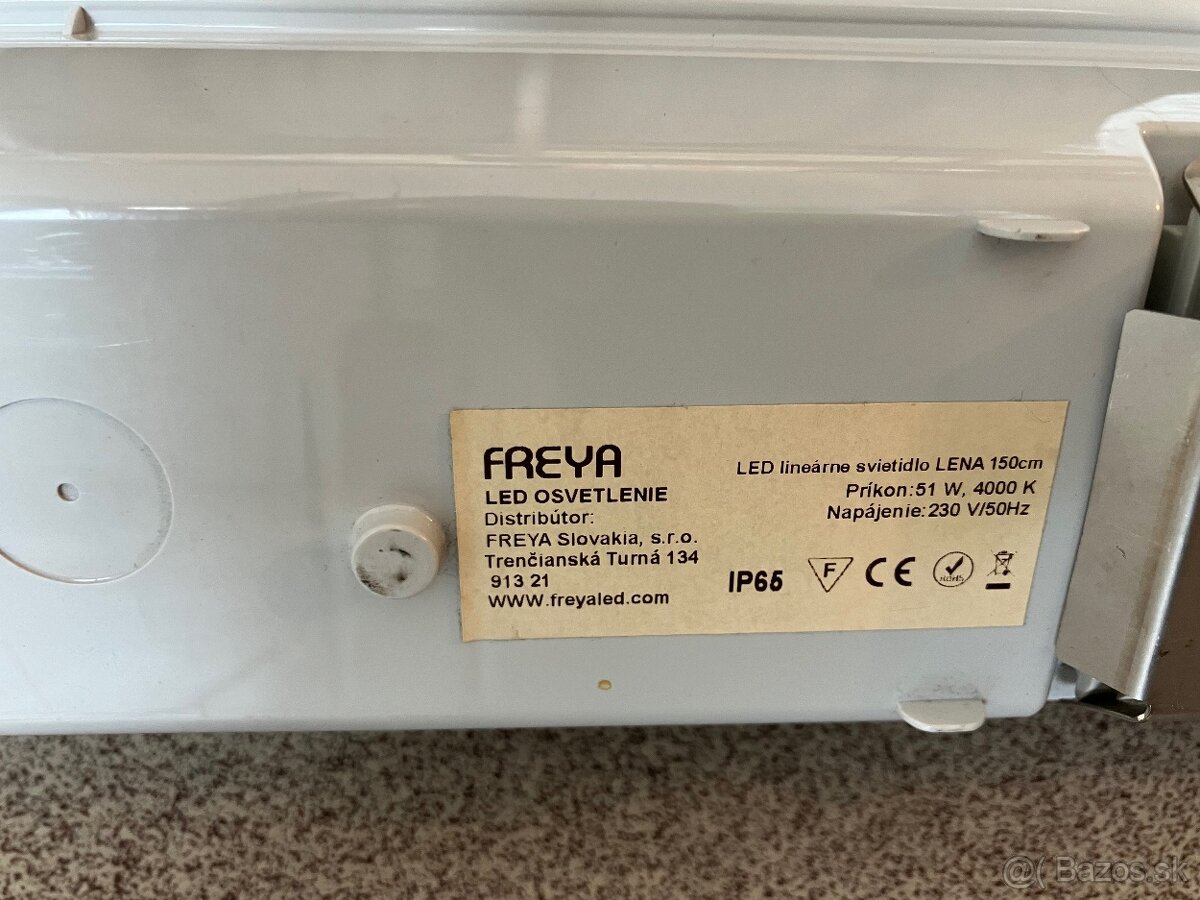 FREYA
LED OSVETLENIE
Distribútor:
FREYA Slovakia, s.r.o.
Trenčianská Turná 134
913 21
WWW.freyaled.com
LED lineárne svietidlo LENA 150cm
Príkon:51 W, 4000 K
Napájenie:230 V/50Hz
IP65
F
CE
@( Bazos.sk